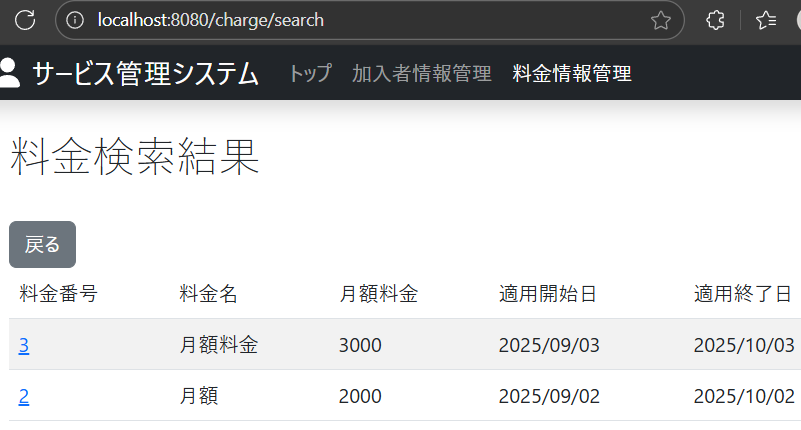 localhost:8080/charge/search
サービス管理システム トップ 加入者情報管理 料金情報管理
料金検索結果
戻る
料金番号 料金名 月額料金 適用開始日 適用終了日
3 月額料金 3000 2025/09/03 2025/10/03
2 月額 2000 2025/09/02 2025/10/02